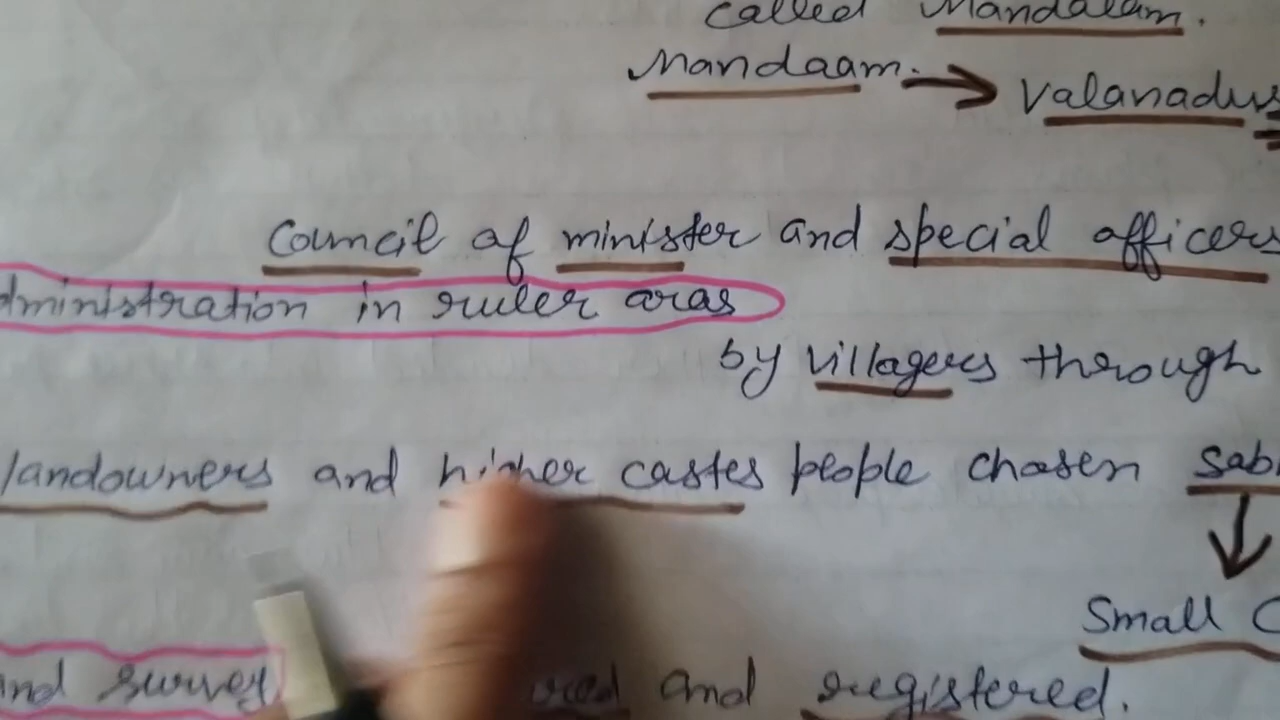 called Mandalam.
Mandaam. → Valanadus
Council of minister and special officers
dministration in ruler aras
by villagers through
landowners and higher castes people chosen sab
Small C
nd survey and registered.